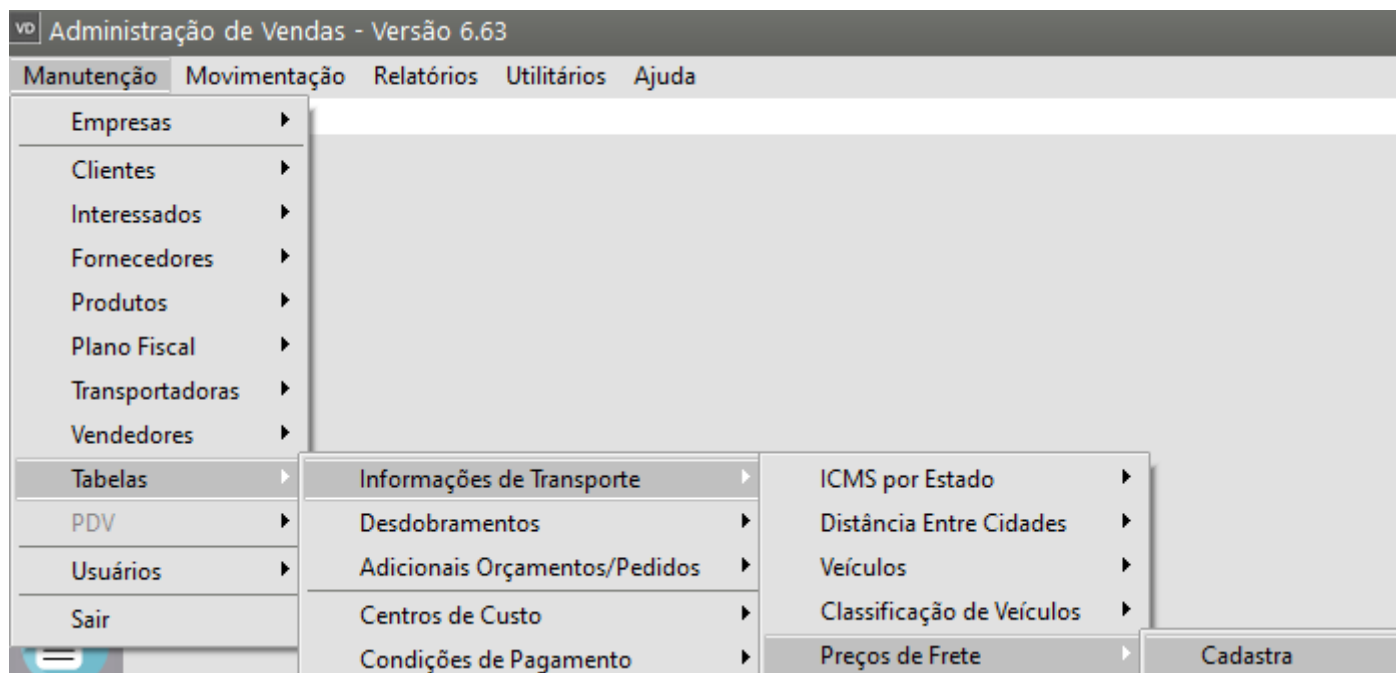 VD Administração de Vendas - Versão 6.63
Manutenção Movimentação Relatórios Utilitários Ajuda
Empresas
Clientes
Interessados
Fornecedores
Produtos
Plano Fiscal
Transportadoras
Vendedores
Tabelas Informações de Transporte ICMS por Estado
PDV Desdobramentos Distância Entre Cidades
Usuários Adicionais Orçamentos/Pedidos Veículos
Sair Centros de Custo Classificação de Veículos
Condições de Pagamento Preços de Frete Cadastra